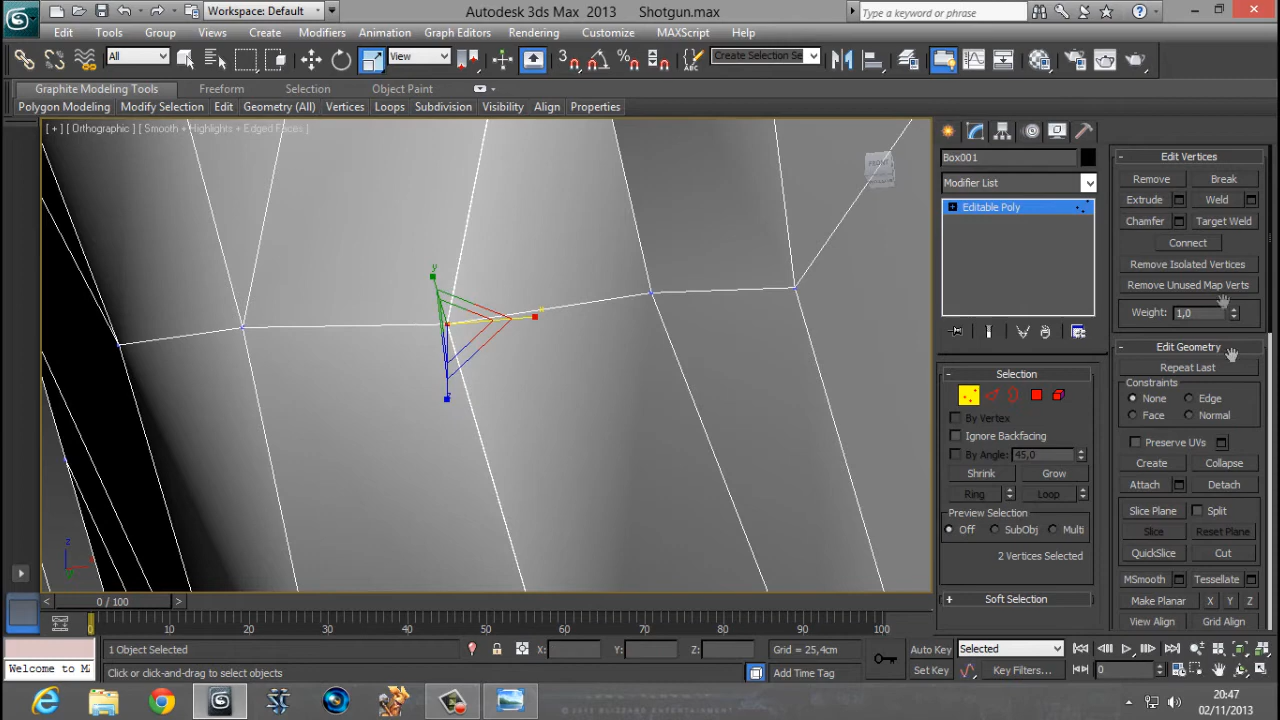 Workspace: Default
Autodesk 3ds Max 2013 Shotgun.max
Type a keyword or phrase
Edit Tools Group Views Create Modifiers Animation Graph Editors Rendering Customize MAXScript Help
All
View
3
Create Selection Se
Graphite Modeling Tools Freeform Selection Object Paint
Polygon Modeling Modify Selection Edit Geometry (All) Vertices Loops Subdivision Visibility Align Properties
[ + ] [ Orthographic ] [ Smooth + Highlights + Edged Faces ]
FRONT
y
x
z
Box001
Modifier List
Editable Poly
Selection
By Vertex
Ignore Backfacing
By Angle: 45,0
Shrink Grow
Ring Loop
Preview Selection
Off SubObj Multi
2 Vertices Selected
Soft Selection
Edit Vertices
Remove Break
Extrude Weld
Chamfer Target Weld
Connect
Remove Isolated Vertices
Remove Unused Map Verts
Weight: 1,0
Edit Geometry
Repeat Last
Constraints
None Edge
Face Normal
Preserve UVs
Create Collapse
Attach Detach
Slice Plane Split
Slice Reset Plane
QuickSlice Cut
MSmooth Tessellate
Make Planar X Y Z
View Align Grid Align
0 / 100
0 10 20 30 40 50 60 70 80 90 100
1 Object Selected
X: Y: Z:
Grid = 25,4cm
Auto Key Selected
Welcome to M
Click or click-and-drag to select objects
Add Time Tag
Set Key Key Filters...
0
20:47
02/11/2013